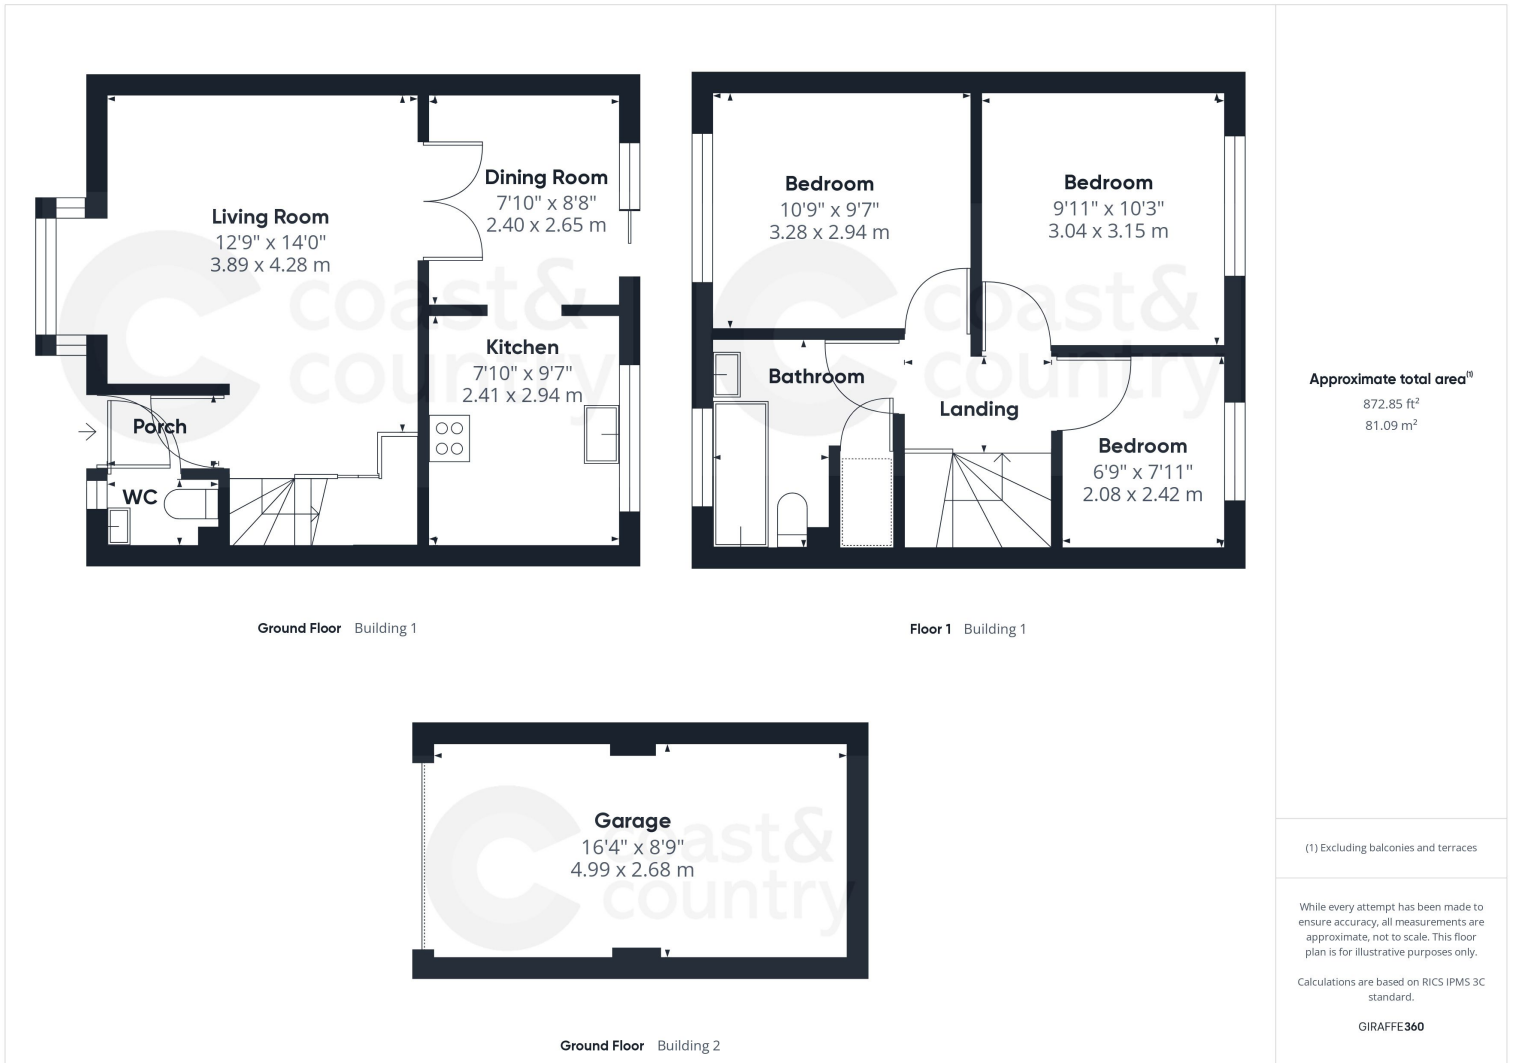 Living Room
12'9" x 14'0"
3.89 x 4.28 m
Dining Room
7'10" x 8'8"
2.40 x 2.65 m
Kitchen
7'10" x 9'7"
2.41 x 2.94 m
Porch
WC
coast&
country
Ground Floor Building 1
Bedroom
10'9" x 9'7"
3.28 x 2.94 m
Bedroom
9'11" x 10'3"
3.04 x 3.15 m
Bathroom
Landing
Bedroom
6'9" x 7'11"
2.08 x 2.42 m
coast&
country
Floor 1 Building 1
Garage
16'4" x 8'9"
4.99 x 2.68 m
coast&
country
Ground Floor Building 2
Approximate total area(1)
872.85 ft²
81.09 m²
(1) Excluding balconies and terraces
While every attempt has been made to
ensure accuracy, all measurements are
approximate, not to scale. This floor
plan is for illustrative purposes only.
Calculations are based on RICS IPMS 3C
standard.
GIRAFFE360